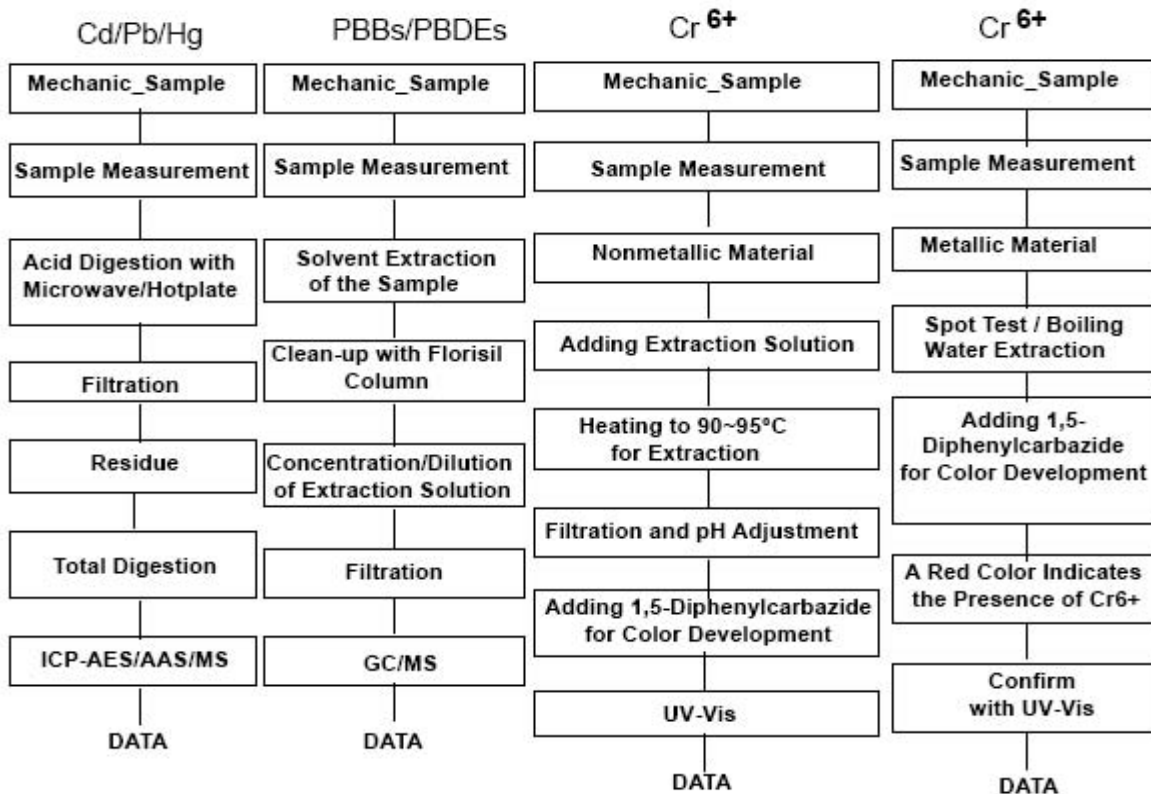 Cd/Pb/Hg
Mechanic_Sample
Sample Measurement
Acid Digestion with
Microwave/Hotplate
Filtration
Residue
Total Digestion
ICP-AES/AAS/MS
DATA
PBBs/PBDEs
Mechanic_Sample
Sample Measurement
Solvent Extraction
of the Sample
Clean-up with Florisil
Column
Concentration/Dilution
of Extraction Solution
Filtration
GC/MS
DATA
Cr 6+
Mechanic_Sample
Sample Measurement
Nonmetallic Material
Adding Extraction Solution
Heating to 90~95°C
for Extraction
Filtration and pH Adjustment
Adding 1,5-Diphenylcarbazide
for Color Development
UV-Vis
DATA
Cr 6+
Mechanic_Sample
Sample Measurement
Metallic Material
Spot Test / Boiling
Water Extraction
Adding 1,5-
Diphenylcarbazide
for Color Development
A Red Color Indicates
the Presence of Cr6+
Confirm
with UV-Vis
DATA